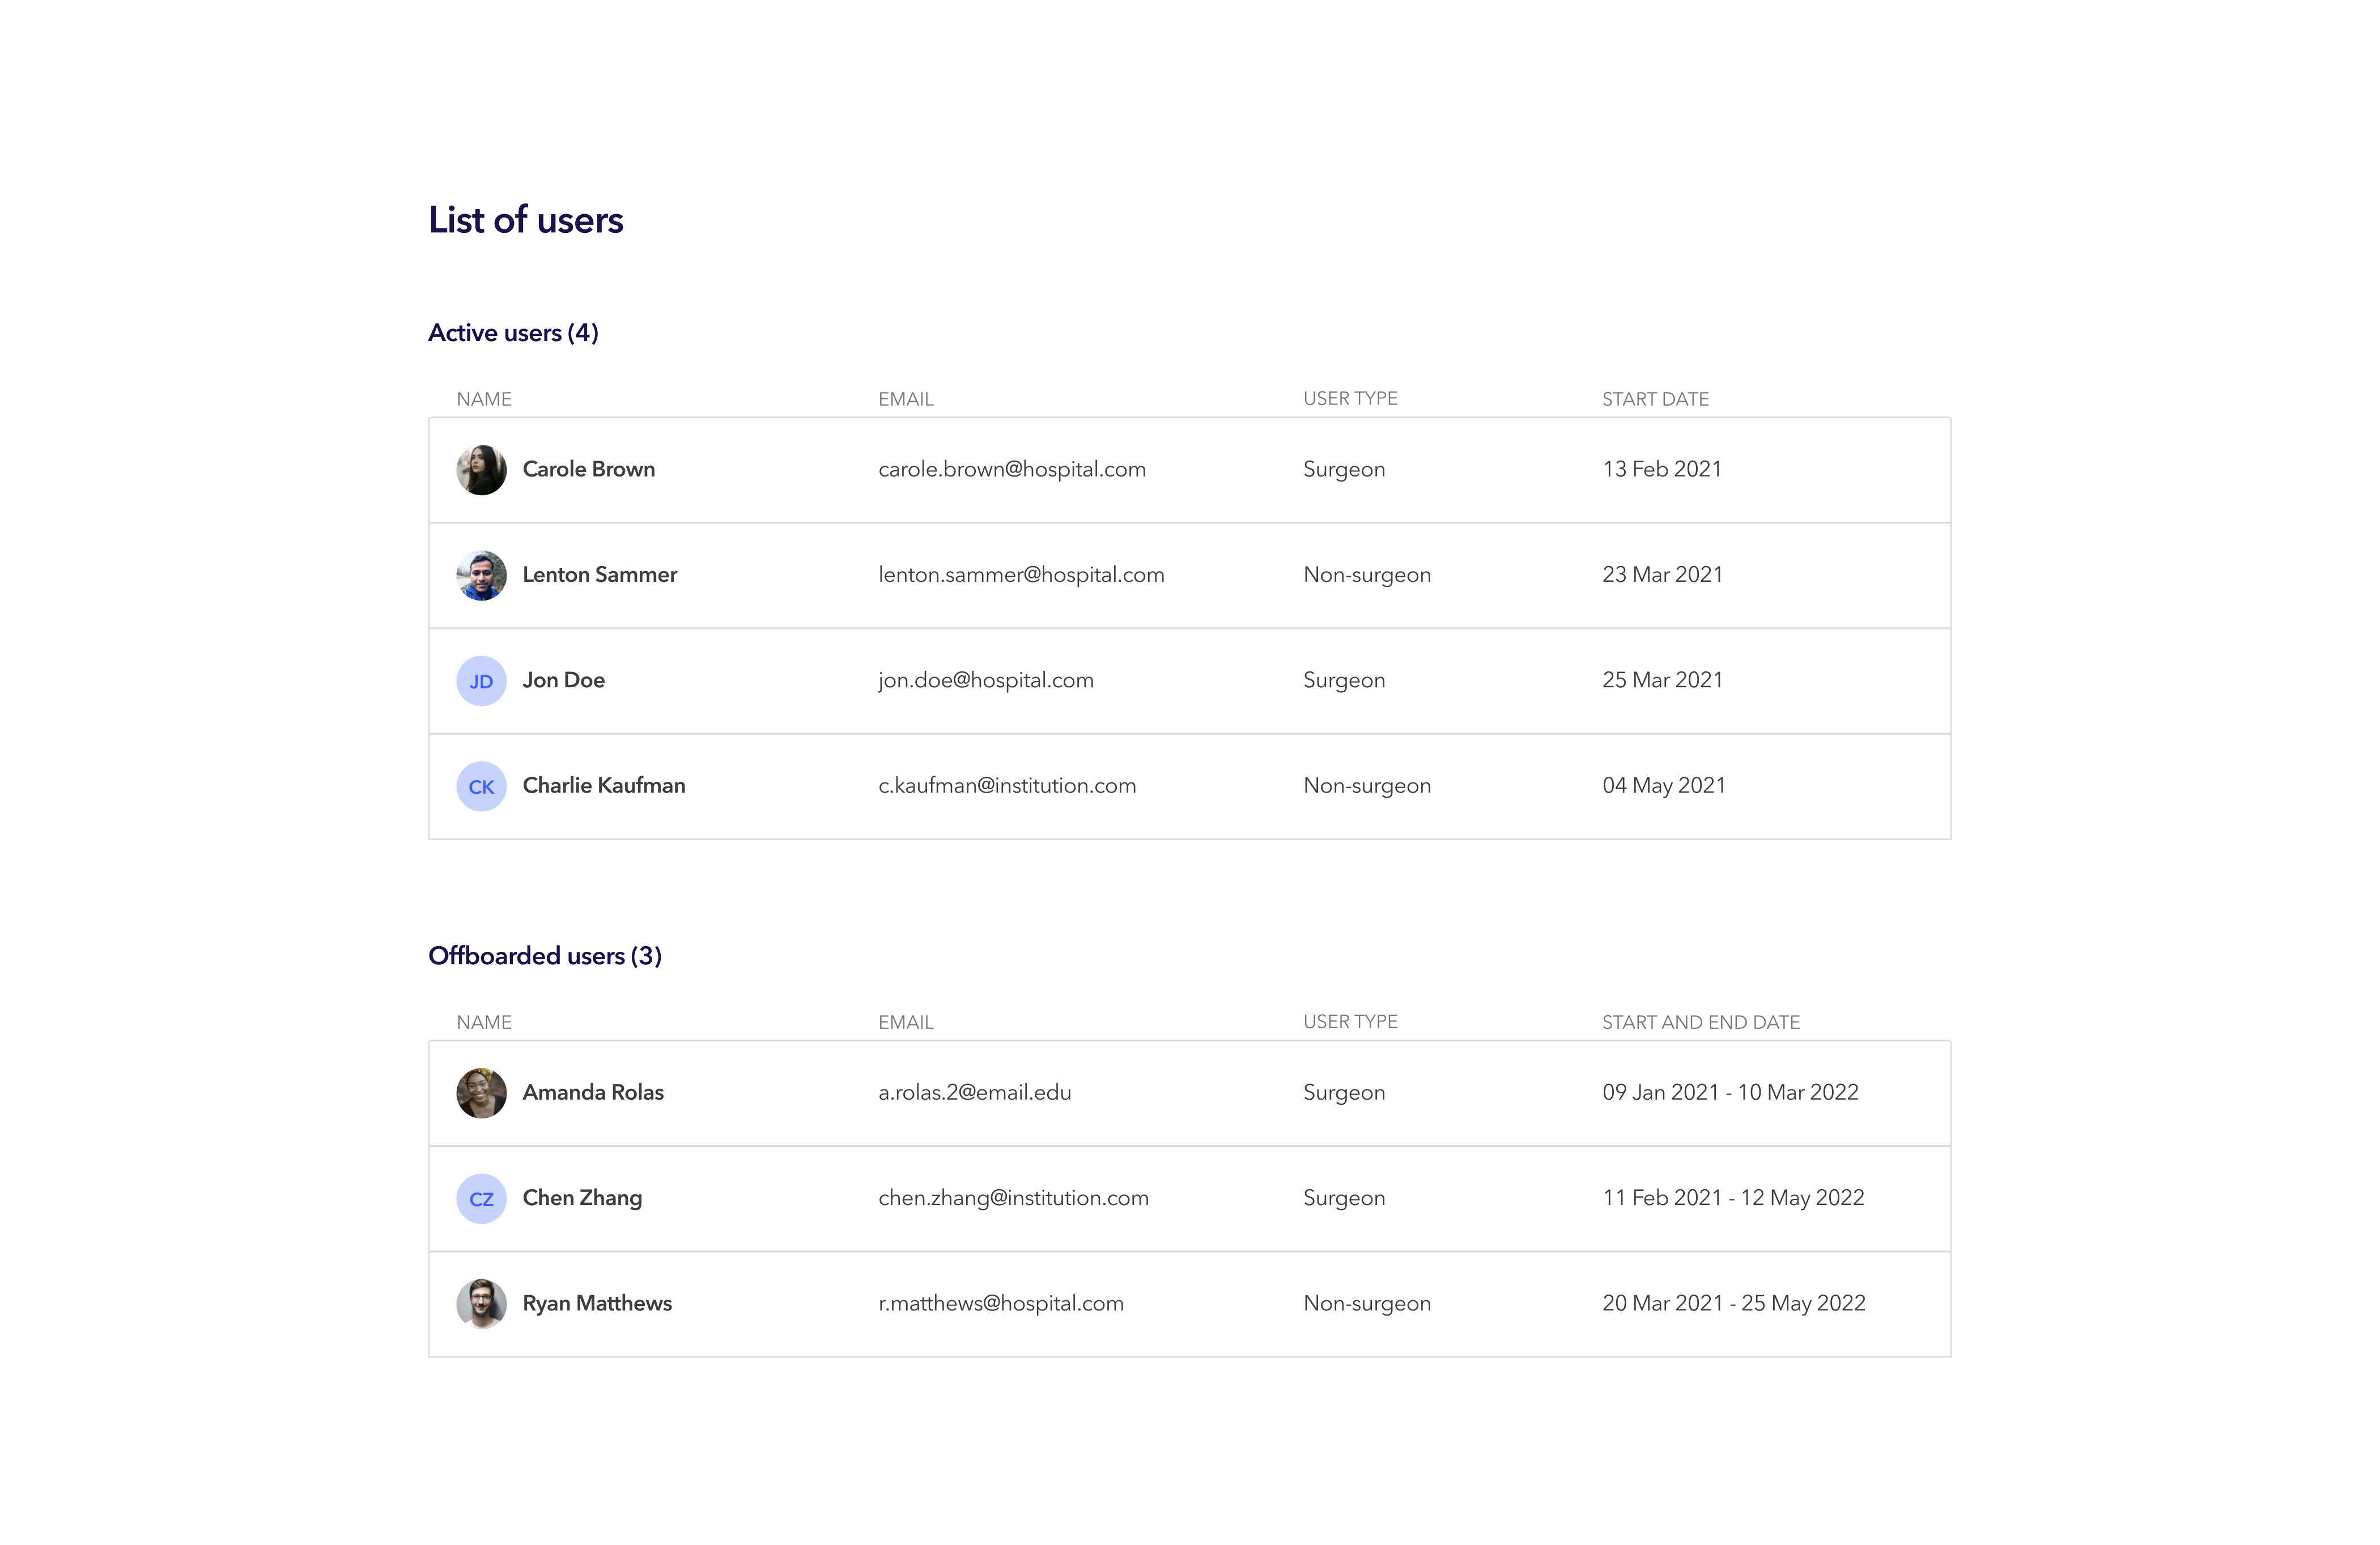 List of users
Active users (4)
NAME EMAIL USER TYPE START DATE
Carole Brown carole.brown@hospital.com Surgeon 13 Feb 2021
Lenton Sammer lenton.sammer@hospital.com Non-surgeon 23 Mar 2021
JD Jon Doe jon.doe@hospital.com Surgeon 25 Mar 2021
CK Charlie Kaufman c.kaufman@institution.com Non-surgeon 04 May 2021
Offboarded users (3)
NAME EMAIL USER TYPE START AND END DATE
Amanda Rolas a.rolas.2@email.edu Surgeon 09 Jan 2021 - 10 Mar 2022
CZ Chen Zhang chen.zhang@institution.com Surgeon 11 Feb 2021 - 12 May 2022
Ryan Matthews r.matthews@hospital.com Non-surgeon 20 Mar 2021 - 25 May 2022